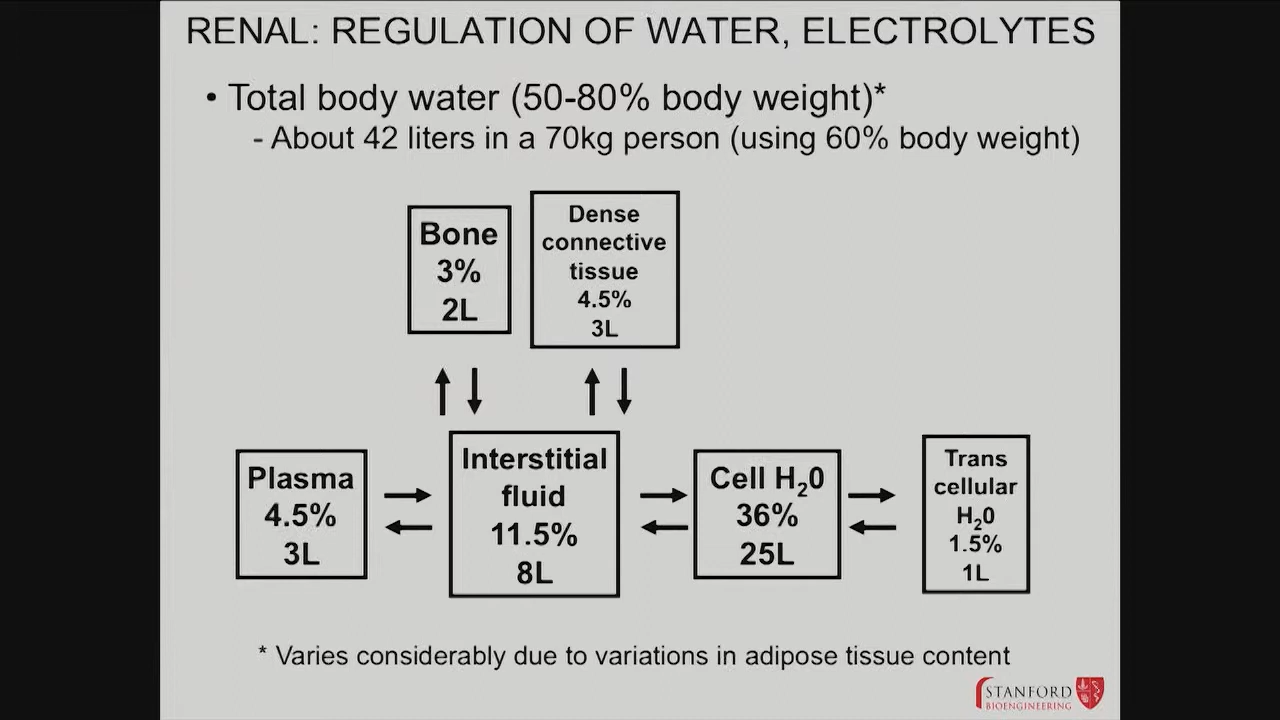 RENAL: REGULATION OF WATER, ELECTROLYTES
• Total body water (50-80% body weight)*
- About 42 liters in a 70kg person (using 60% body weight)
Bone
3%
2L
Dense
connective
tissue
4.5%
3L
Plasma
4.5%
3L
Interstitial
fluid
11.5%
8L
Cell H₂0
36%
25L
Trans
cellular
H₂0
1.5%
1L
* Varies considerably due to variations in adipose tissue content
STANFORD
BIOENGINEERING